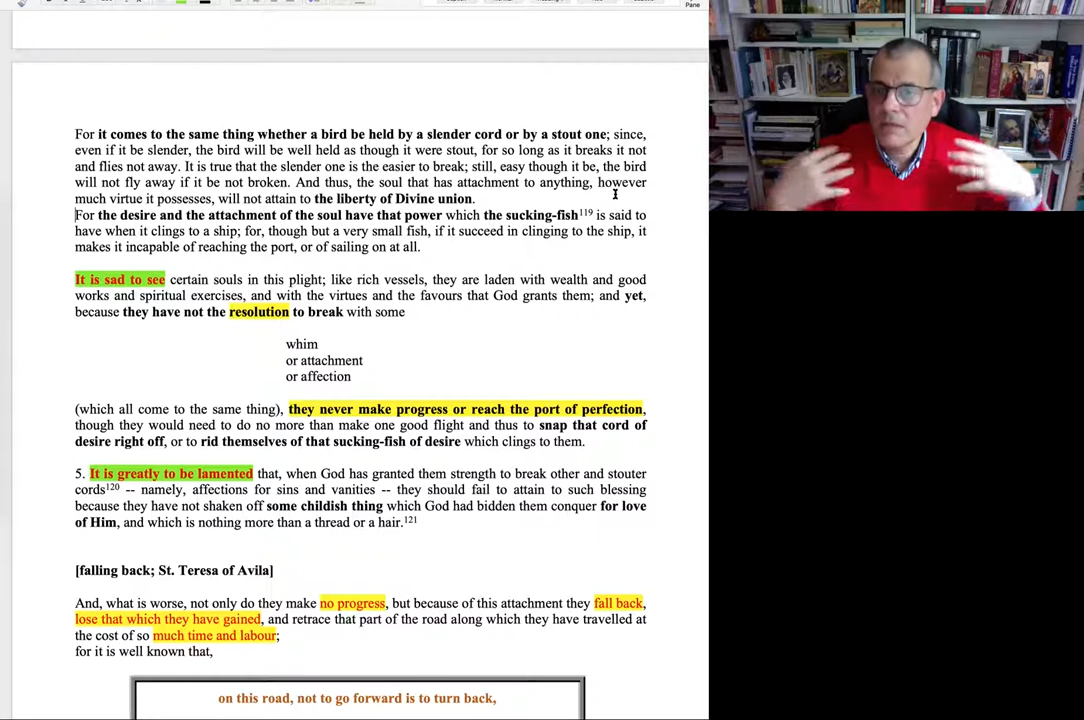 Pane
For it comes to the same thing whether a bird be held by a slender cord or by a stout one; since,
even if it be slender, the bird will be well held as though it were stout, for so long as it breaks it not
and flies not away. It is true that the slender one is the easier to break; still, easy though it be, the bird
will not fly away if it be not broken. And thus, the soul that has attachment to anything, however
much virtue it possesses, will not attain to the liberty of Divine union.
For the desire and the attachment of the soul have that power which the sucking-fish119 is said to
have when it clings to a ship; for, though but a very small fish, if it succeed in clinging to the ship, it
makes it incapable of reaching the port, or of sailing on at all.
It is sad to see certain souls in this plight; like rich vessels, they are laden with wealth and good
works and spiritual exercises, and with the virtues and the favours that God grants them; and yet,
because they have not the resolution to break with some
whim
or attachment
or affection
(which all come to the same thing), they never make progress or reach the port of perfection,
though they would need to do no more than make one good flight and thus to snap that cord of
desire right off, or to rid themselves of that sucking-fish of desire which clings to them.
5. It is greatly to be lamented that, when God has granted them strength to break other and stouter
cords120 -- namely, affections for sins and vanities -- they should fail to attain to such blessing
because they have not shaken off some childish thing which God had bidden them conquer for love
of Him, and which is nothing more than a thread or a hair.121
[falling back; St. Teresa of Avila]
And, what is worse, not only do they make no progress, but because of this attachment they fall back,
lose that which they have gained, and retrace that part of the road along which they have travelled at
the cost of so much time and labour;
for it is well known that,
on this road, not to go forward is to turn back,